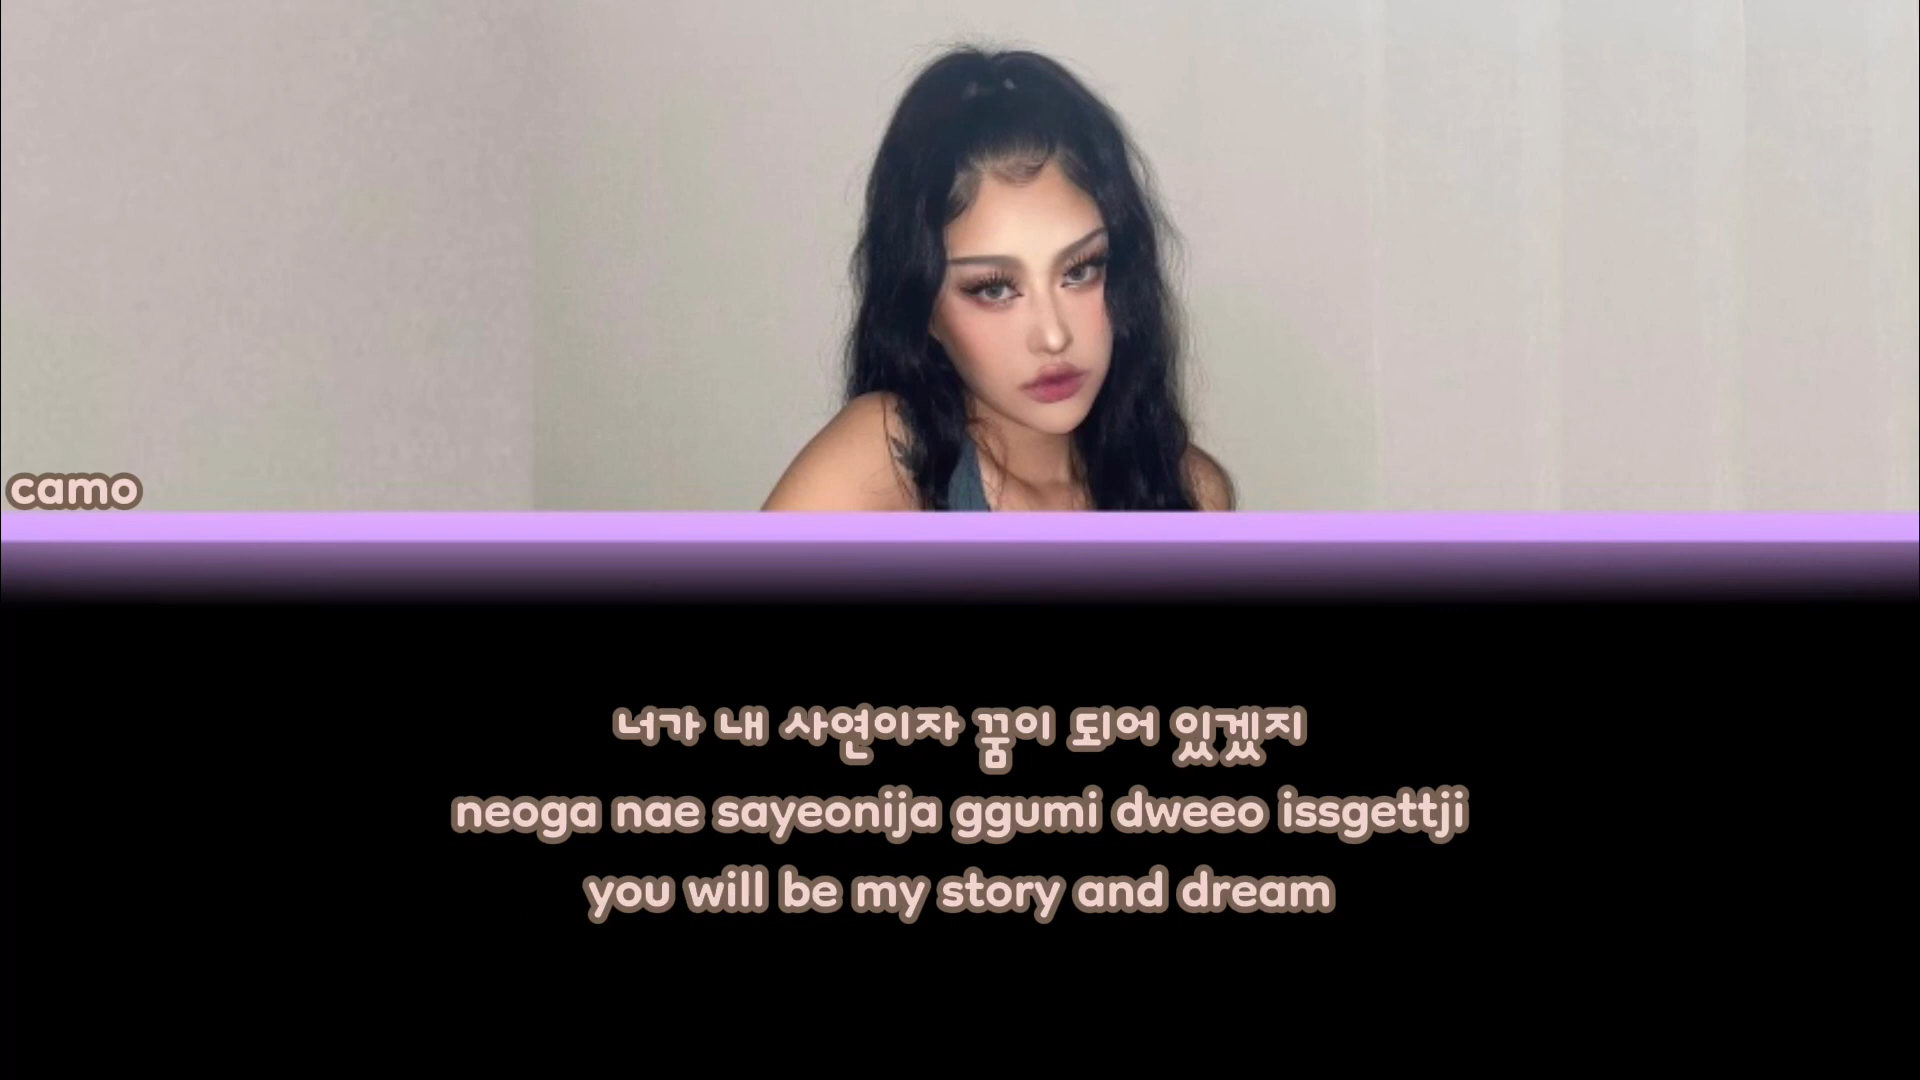 camo
너가 내 사연이자 꿈이 되어 있겠지
neoga nae sayeonija ggumi dweeo issgettji
you will be my story and dream